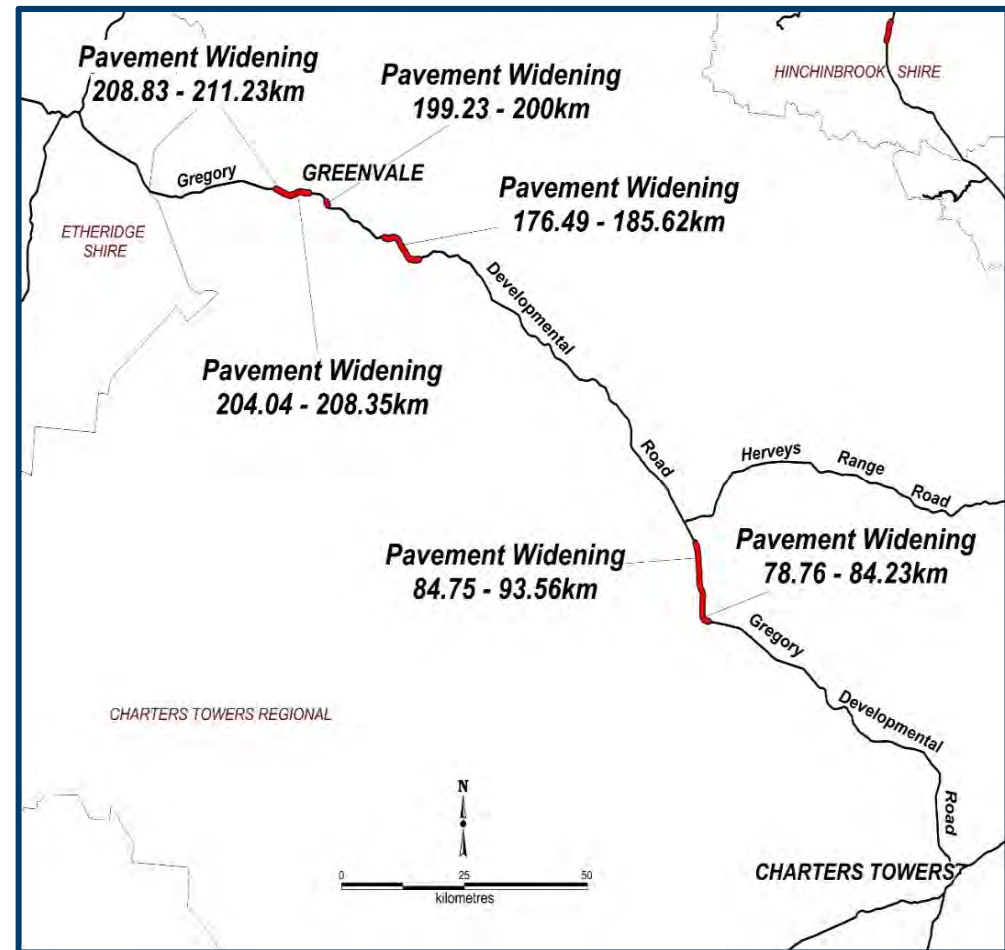 Pavement Widening
208.83 - 211.23km
Pavement Widening
199.23 - 200km
HINCHINBROOK SHIRE
Gregory
GREENVALE
Pavement Widening
176.49 - 185.62km
ETHERIDGE
SHIRE
Developmental
Pavement Widening
204.04 - 208.35km
Road
Herveys Range Road
Pavement Widening
84.75 - 93.56km
Pavement Widening
78.76 - 84.23km
Gregory
CHARTERS TOWERS REGIONAL
Developmental
Road
N
0 25 50
kilometres
CHARTERS TOWERS